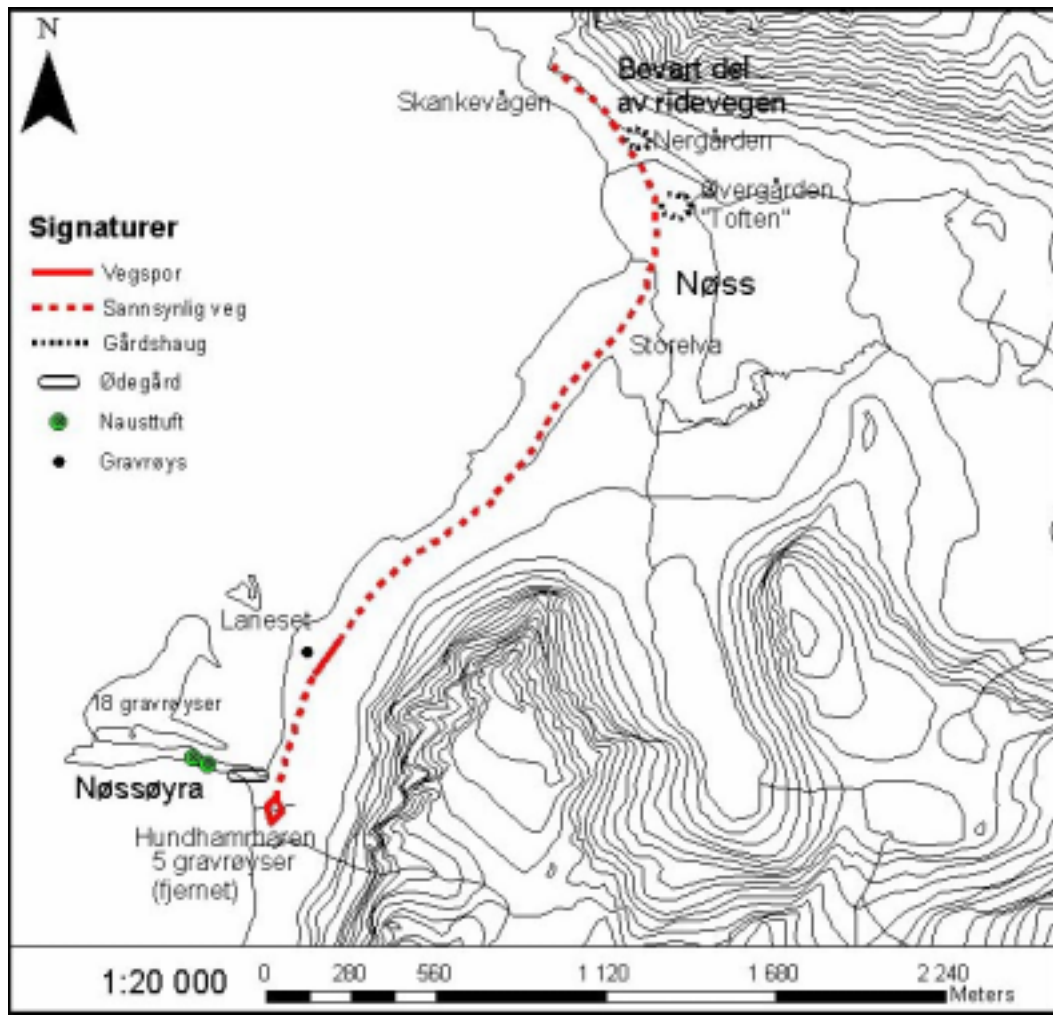 N
Bevart del
av ridevegen
Skankevågen
Nergården
Øvergården
"Toften"
Signaturer
Vegspor
Sannsynlig veg
Gårdshaug
Ødegård
Nausttuft
Gravrøys
Nøss
Storelva
Laneset
18 gravrøyser
Nøssøyra
Hundhammaren
5 gravrøyser
(fjernet)
1:20 000
0 280 560 1 120 1 680 2 240
Meters